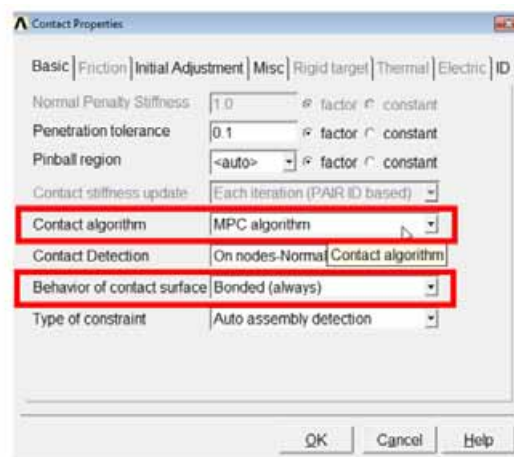 Contact Properties
Basic Friction Initial Adjustment Misc Rigid target Thermal Electric ID
Normal Penalty Stiffness 1.0 factor constant
Penetration tolerance 0.1 factor constant
Pinball region <auto> factor constant
Contact stiffness update Each iteration (PAIR ID based)
Contact algorithm MPC algorithm
Contact Detection On nodes-Normal Contact algorithm
Behavior of contact surface Bonded (always)
Type of constraint Auto assembly detection
OK Cancel Help